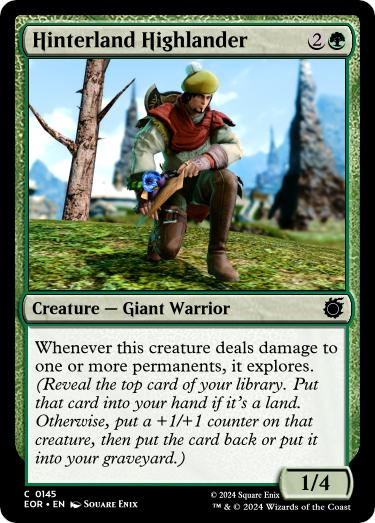 Hinterland Highlander 2
Creature — Giant Warrior
Whenever this creature deals damage to
one or more permanents, it explores.
(Reveal the top card of your library. Put
that card into your hand if it's a land.
Otherwise, put a +1/+1 counter on that
creature, then put the card back or put it
into your graveyard.)
1/4
C 0145
EOR • EN Square Enix
© 2024 Square Enix
™ & © 2024 Wizards of the Coast